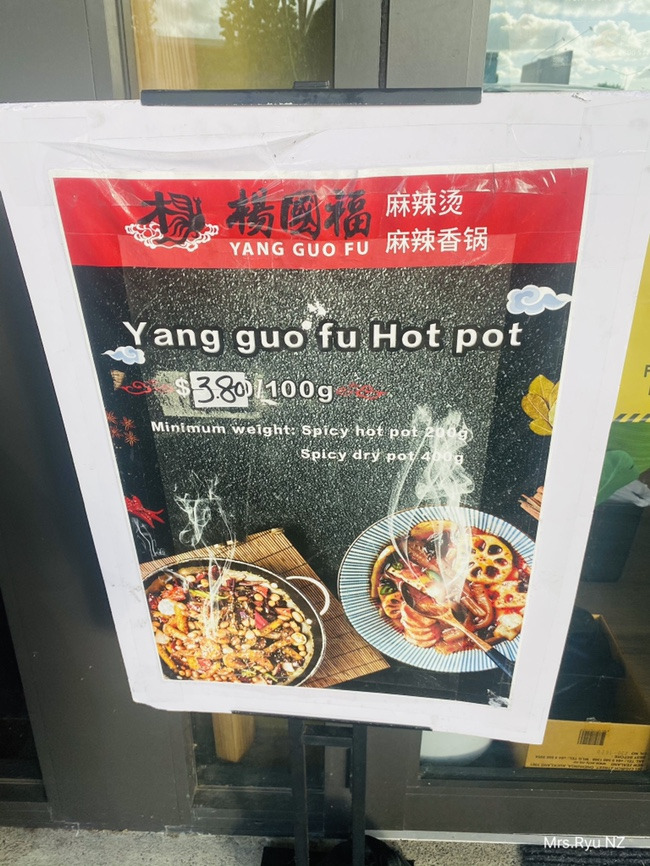 楊國福
YANG GUO FU
麻辣烫
麻辣香锅
Yang guo fu Hot pot
$3.80/100g
Minimum weight: Spicy hot pot 200g
Spicy dry pot 400g
Mrs.Ryu NZ